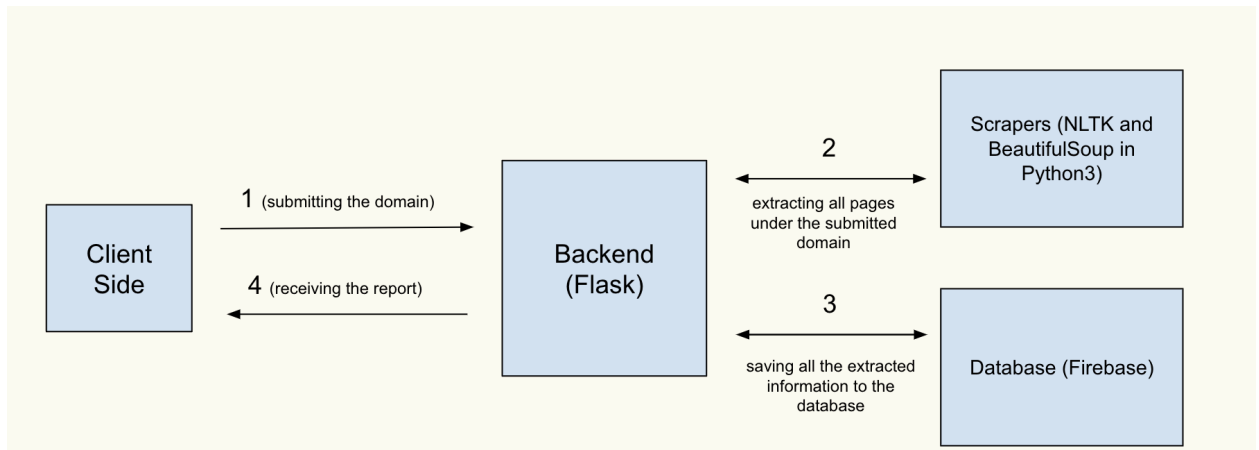 Client
Side
1 (submitting the domain)
4 (receiving the report)
Backend
(Flask)
2
extracting all pages
under the submitted
domain
3
saving all the extracted
information to the
database
Scrapers (NLTK and
BeautifulSoup in
Python3)
Database (Firebase)